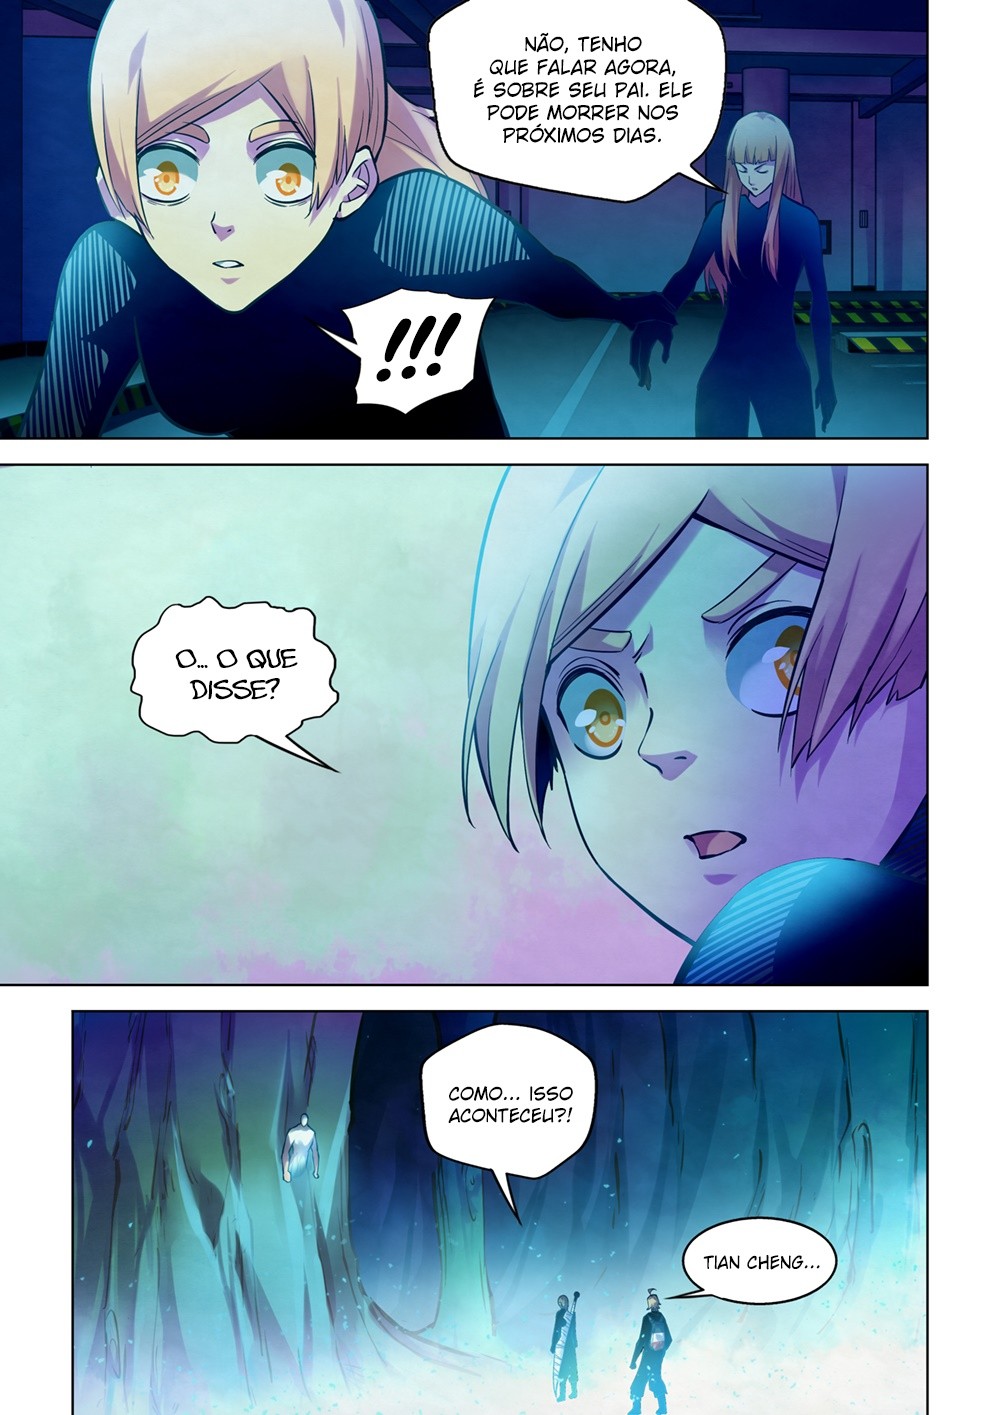 NÃO, TENHO
QUE FALAR AGORA,
É SOBRE SEU PAI. ELE
PODE MORRER NOS
PRÓXIMOS DIAS.
!!!
O... O QUE
DISSE?
COMO... ISSO
ACONTECEU?!
TIAN CHENG...